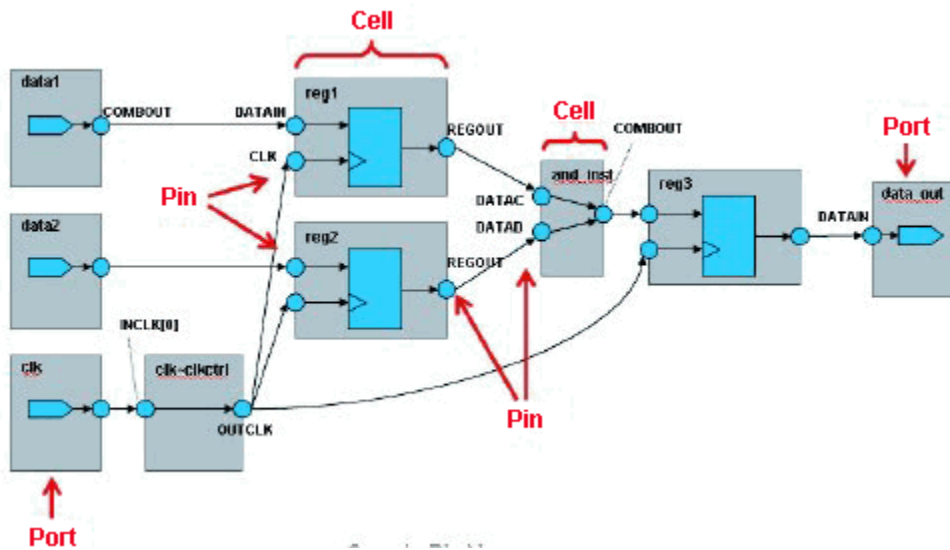 Cell
data1
COMBOUT
DATAIN
reg1
REGOUT
CLK
Cell
COMBOUT
Port
and_inst
reg3
data_out
Pin
DATAC
DATAD
DATAIN
data2
reg2
REGOUT
INCLK[0]
clk
clk~clkctrl
OUTCLK
Pin
Port